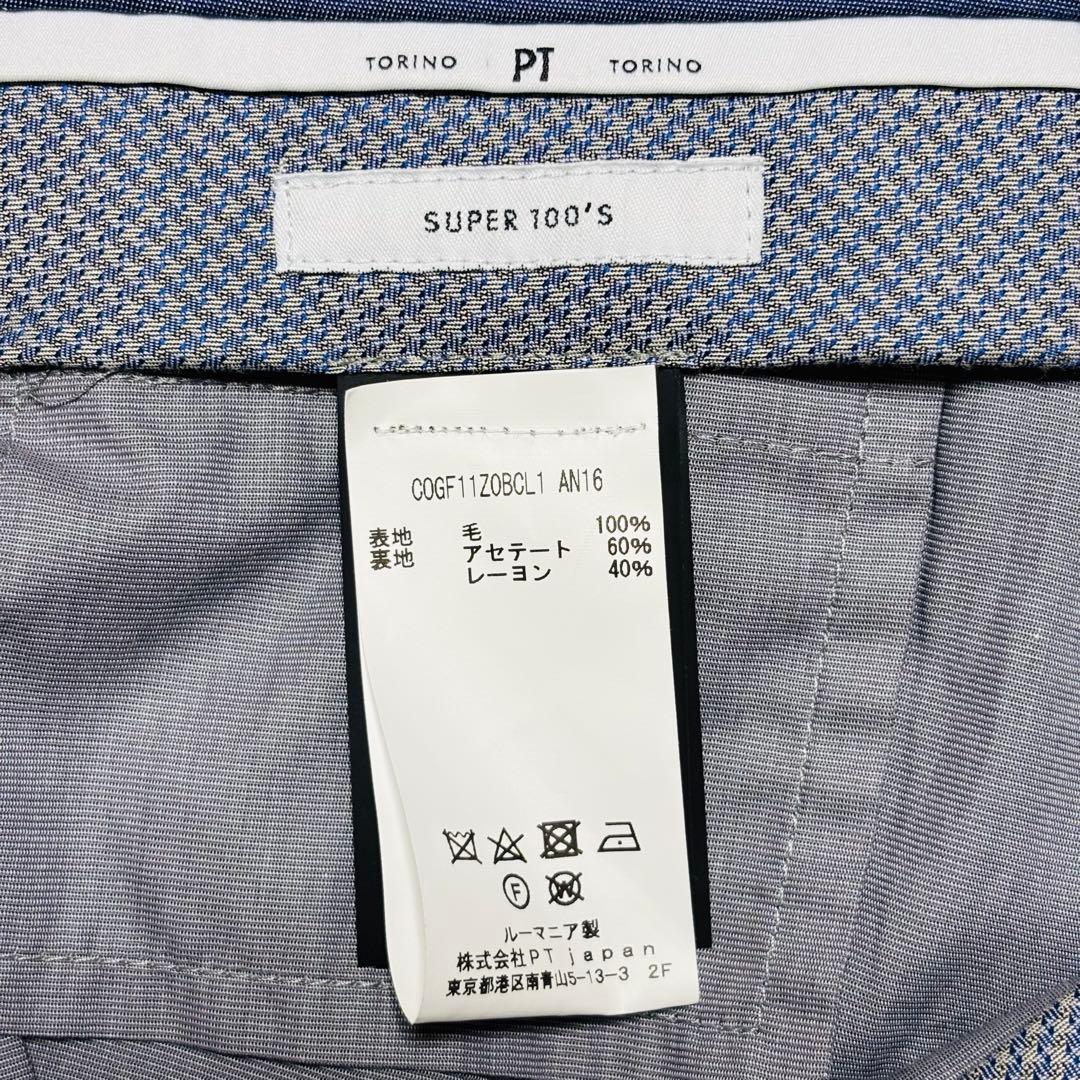 TORINO PT TORINO
SUPER 100'S
COGF11Z0BCL1 AN16
表地 毛 100%
裏地 アセテート 60%
レーヨン 40%
F W
ルーマニア製
株式会社PT japan
東京都港区南青山5-13-3 2F